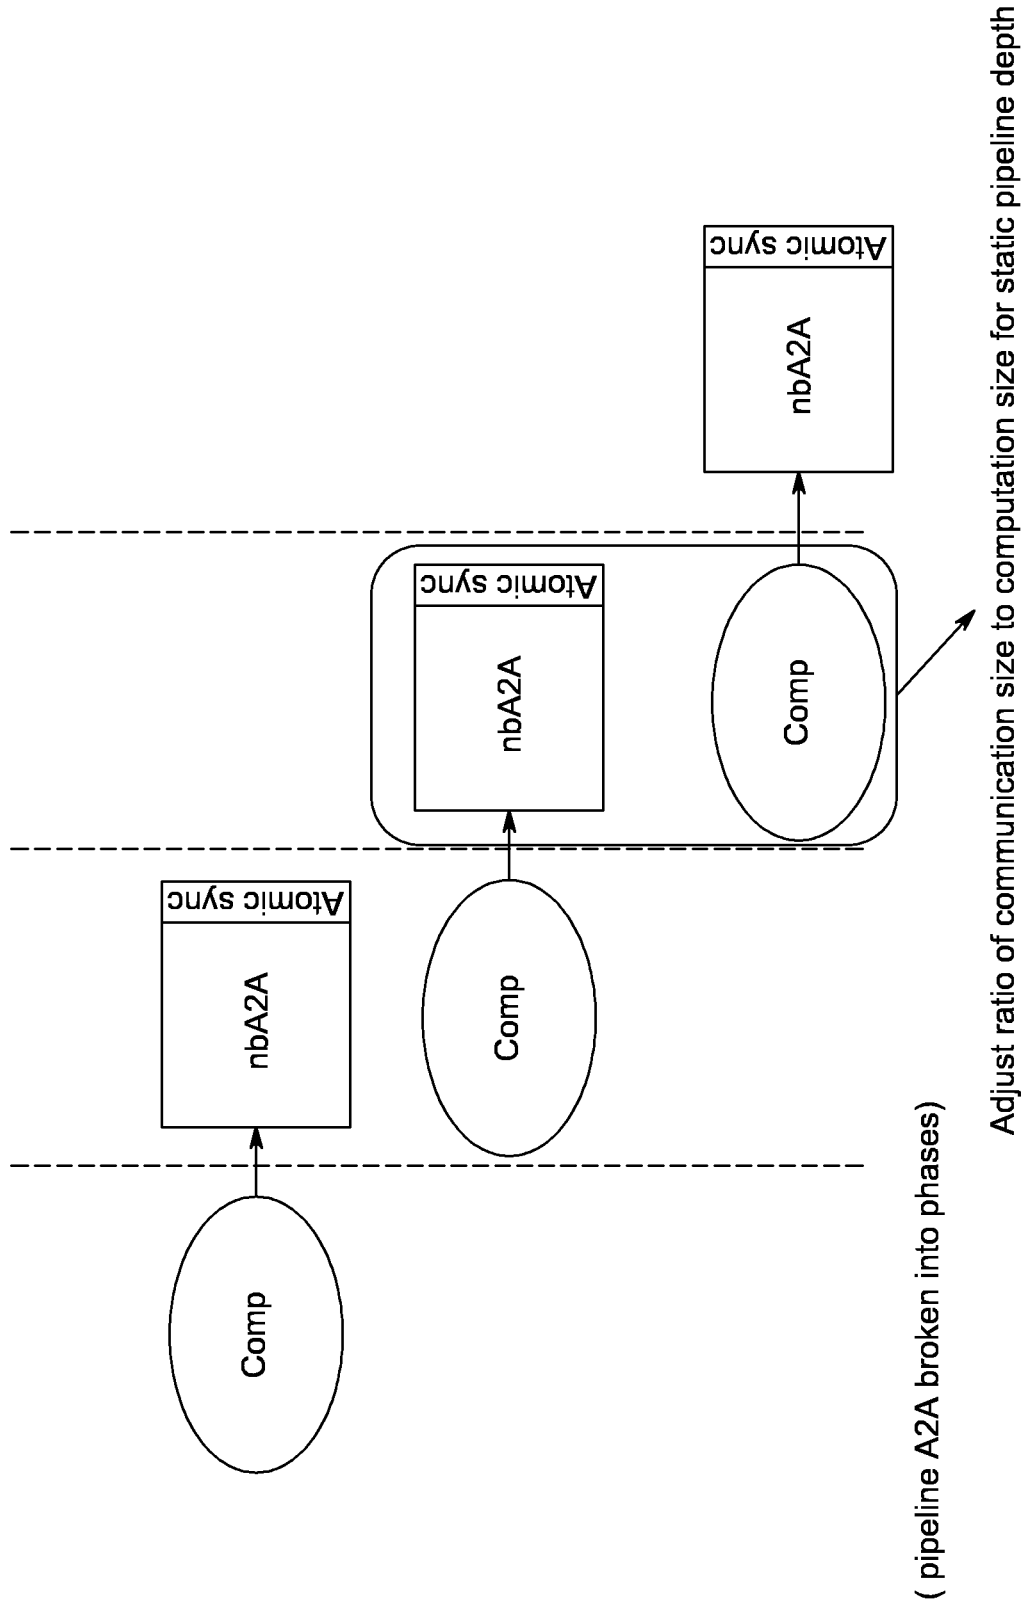 Comp
nbA2A
Atomic sync
Comp
nbA2A
Atomic sync
Comp
nbA2A
Atomic sync
( pipeline A2A broken into phases)
Adjust ratio of communication size to computation size for static pipeline depth